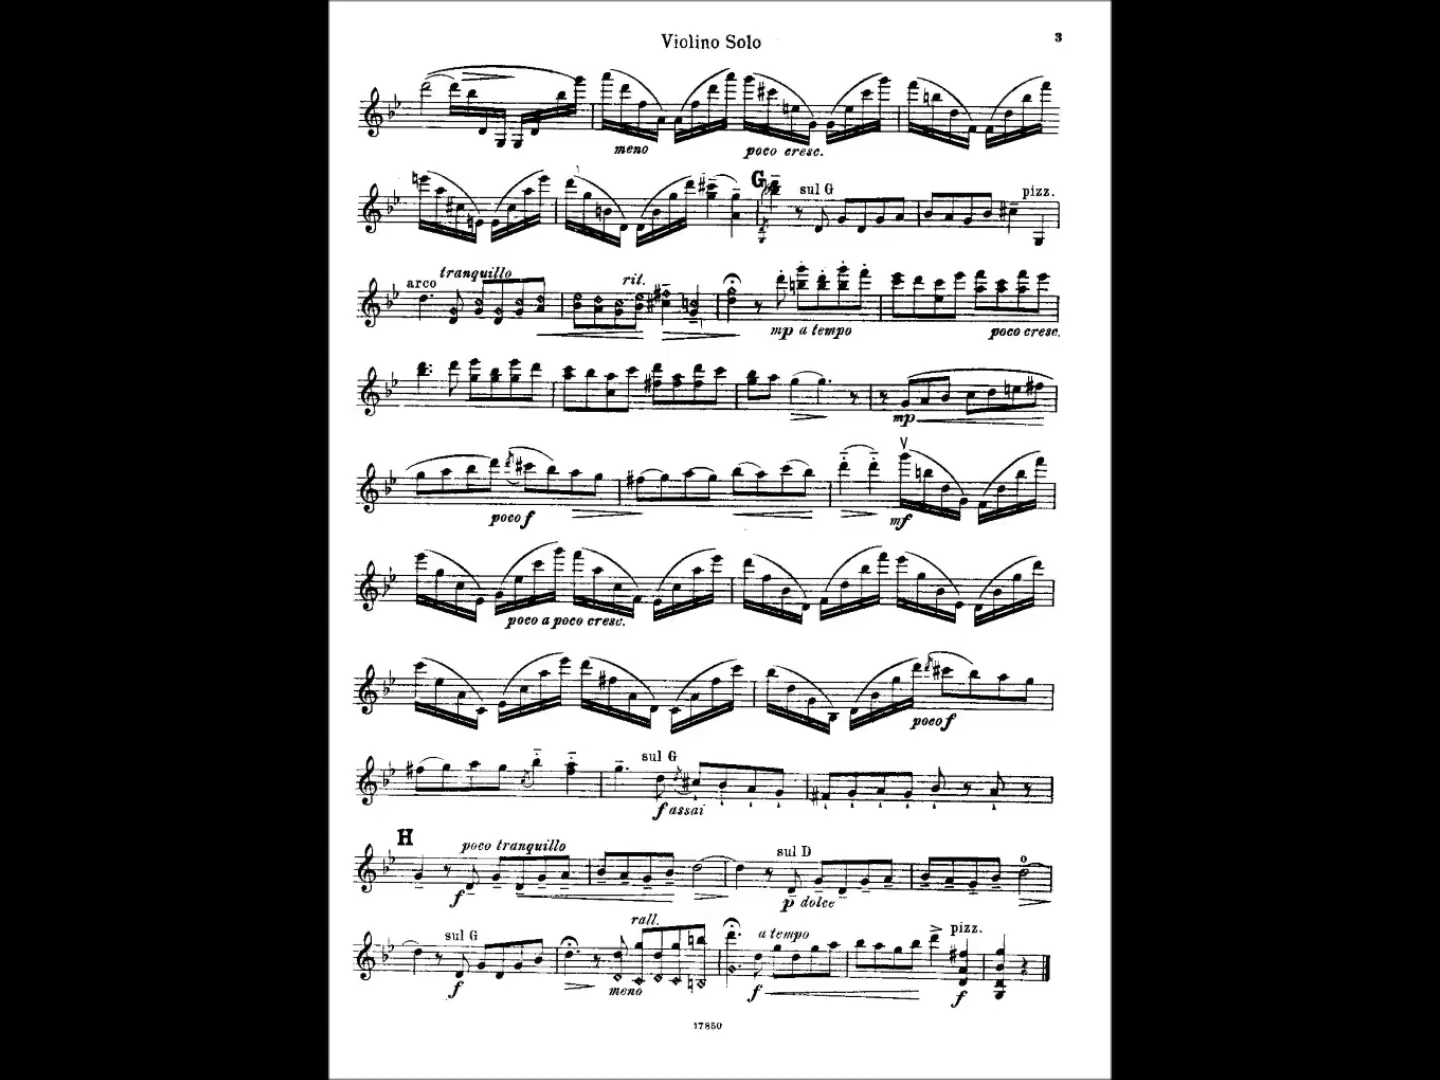 Violino Solo 3
meno poco cresc.
G sul G pizz.
arco tranquillo rit.
mp a tempo poco cresc.
mp
poco f mf
poco a poco cresc.
poco f
sul G
f assai
H poco tranquillo sul D
f p dolce
sul G rall. a tempo pizz.
f meno f f
17850